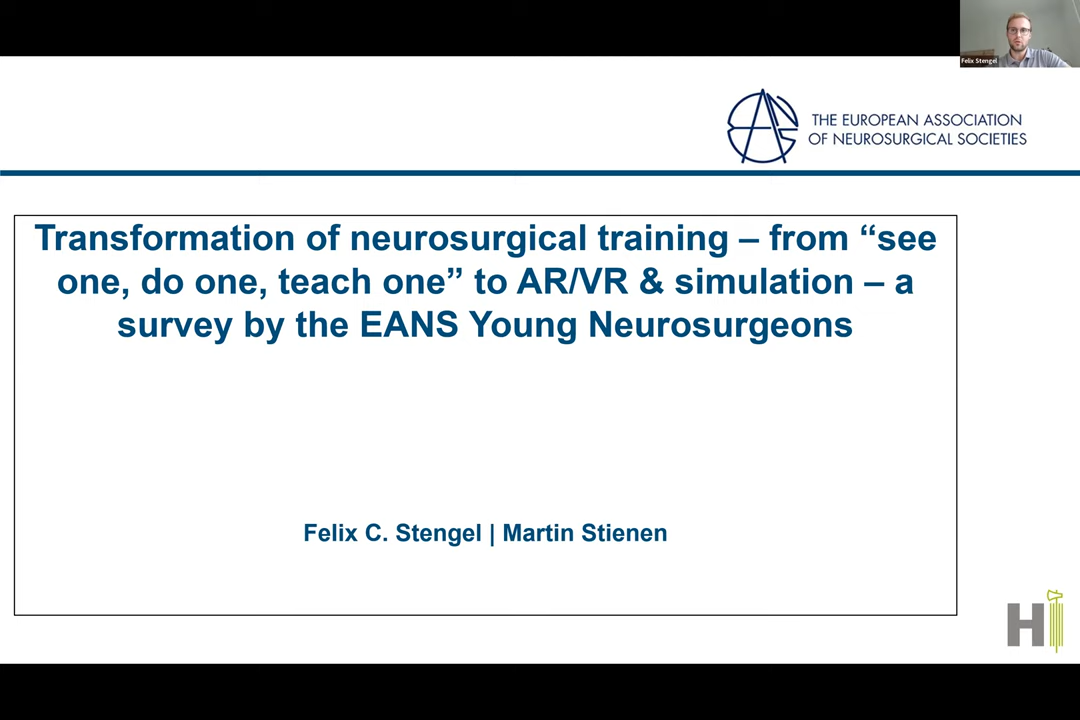 Felix Stengel
THE EUROPEAN ASSOCIATION
OF NEUROSURGICAL SOCIETIES
Transformation of neurosurgical training – from “see
one, do one, teach one” to AR/VR & simulation – a
survey by the EANS Young Neurosurgeons
Felix C. Stengel | Martin Stienen
H